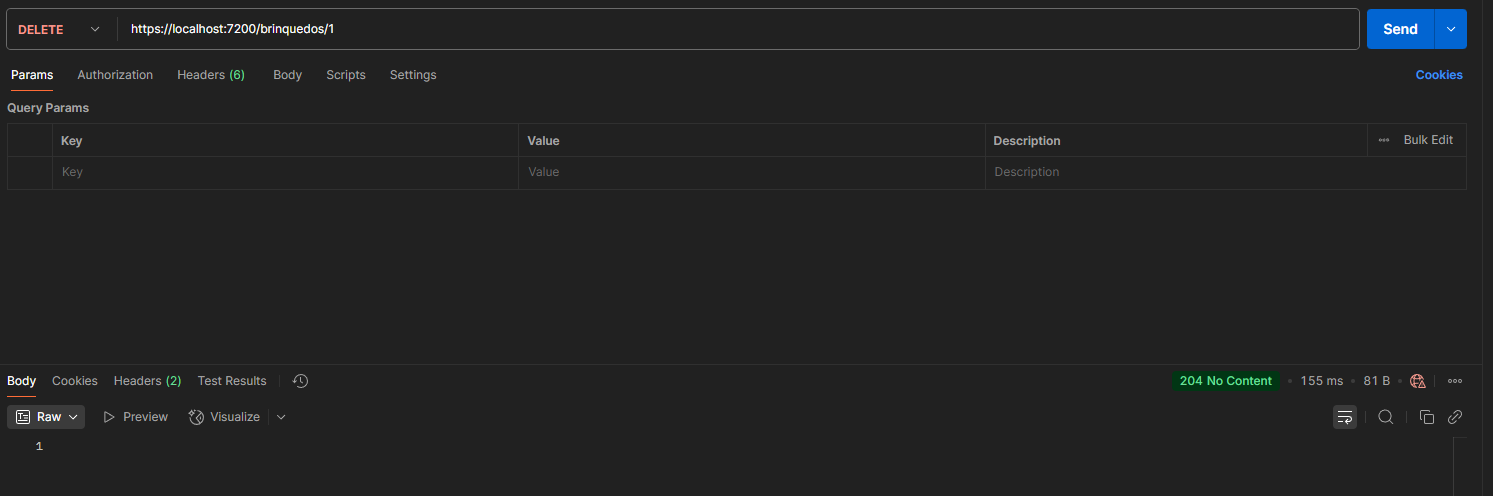 DELETE https://localhost:7200/brinquedos/1 Send
Params Authorization Headers (6) Body Scripts Settings Cookies
Query Params
Key Value Description Bulk Edit
Key Value Description
Body Cookies Headers (2) Test Results 204 No Content • 155 ms • 81 B •
Raw Preview Visualize
1